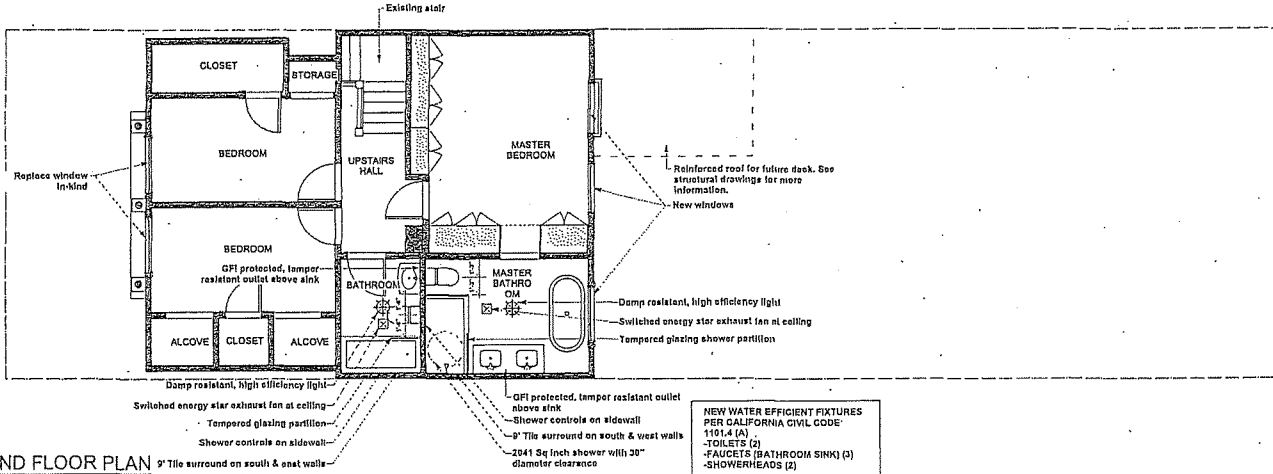 Existing stair
CLOSET
STORAGE
BEDROOM
UPSTAIRS
HALL
MASTER
BEDROOM
Replace window
in-kind
Reinforced roof for future deck. See
structural drawings for more
information.
New windows
BEDROOM
GFI protected, tamper
resistant outlet above sink
BATHROOM
MASTER
BATHRO
OM
Damp resistant, high efficiency light
Switched energy star exhaust fan at ceiling
Tempered glazing shower partition
ALCOVE
CLOSET
ALCOVE
Damp resistant, high efficiency light
Switched energy star exhaust fan at ceiling
Tempered glazing partition
Shower controls on sidewall
9' Tile surround on south & east walls
GFI protected, tamper resistant outlet
above sink
Shower controls on sidewall
9' Tile surround on south & west walls
2041 Sq inch shower with 30"
diameter clearance
NEW WATER EFFICIENT FIXTURES
PER CALIFORNIA CIVIL CODE
1101.4 (A)
-TOILETS (2)
-FAUCETS (BATHROOM SINK) (3)
-SHOWERHEADS (2)
ND FLOOR PLAN